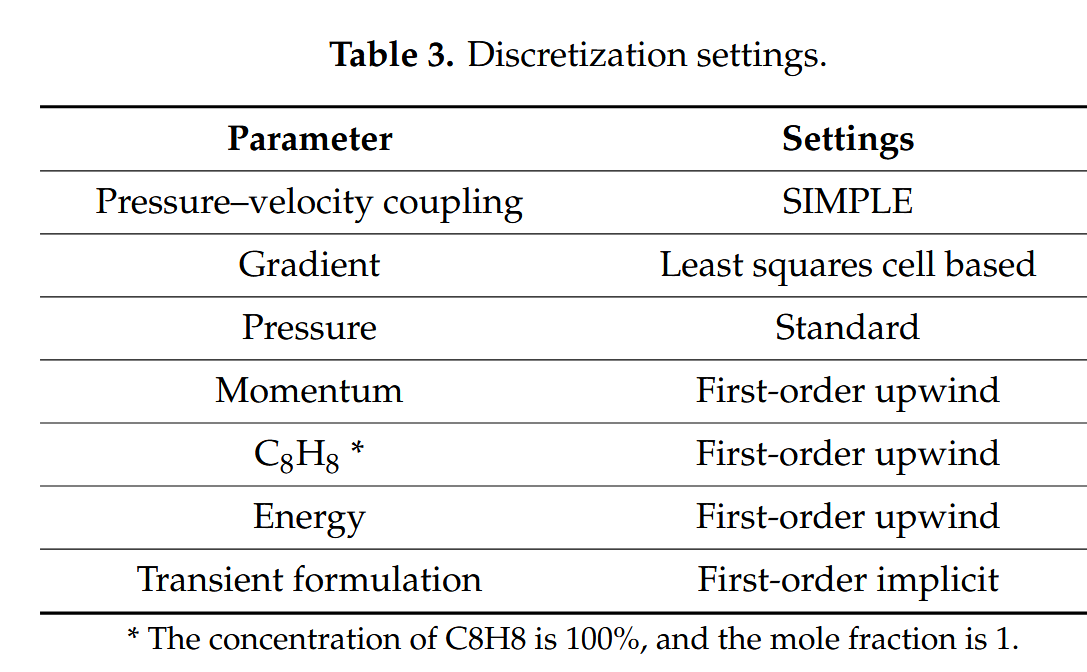 Table 3. Discretization settings.
Parameter Settings
Pressure–velocity coupling SIMPLE
Gradient Least squares cell based
Pressure Standard
Momentum First-order upwind
C₈H₈ * First-order upwind
Energy First-order upwind
Transient formulation First-order implicit
* The concentration of C8H8 is 100%, and the mole fraction is 1.